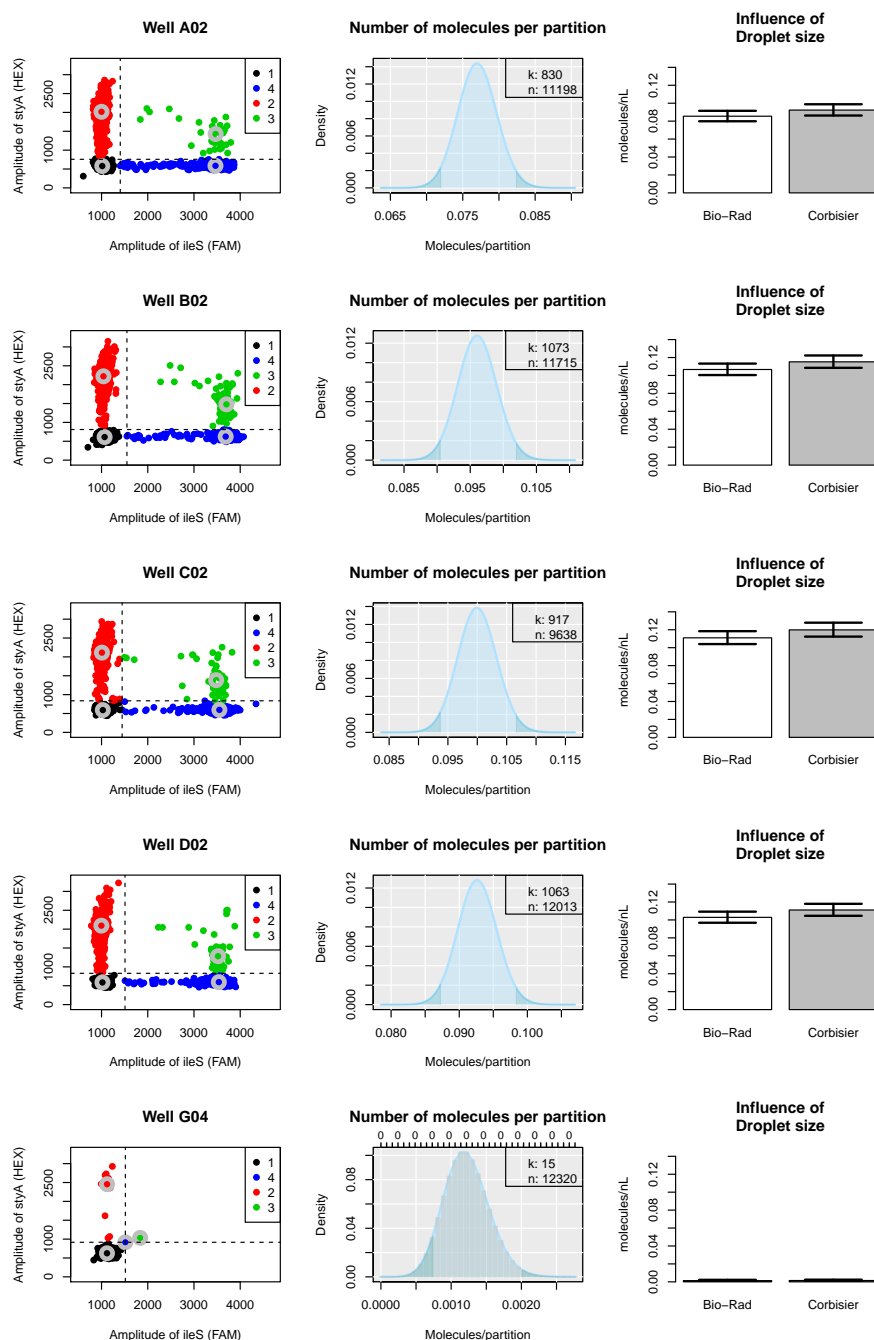 Well A02
Amplitude of styA (HEX)
0 1000 2500
1000 2000 3000 4000
Amplitude of ileS (FAM)
1
4
2
3
Number of molecules per partition
Density
0.000 0.006 0.012
k: 830
n: 11198
0.065 0.075 0.085
Molecules/partition
Influence of
Droplet size
molecules/nL
0.00 0.04 0.08 0.12
Bio−Rad Corbisier
Well B02
Amplitude of styA (HEX)
0 1000 2500
1000 2000 3000 4000
Amplitude of ileS (FAM)
1
4
3
2
Number of molecules per partition
Density
0.000 0.006 0.012
k: 1073
n: 11715
0.085 0.095 0.105
Molecules/partition
Influence of
Droplet size
molecules/nL
0.00 0.04 0.08 0.12
Bio−Rad Corbisier
Well C02
Amplitude of styA (HEX)
0 1000 2500
1000 2000 3000 4000
Amplitude of ileS (FAM)
1
4
2
3
Number of molecules per partition
Density
0.000 0.006 0.012
k: 917
n: 9638
0.085 0.095 0.105 0.115
Molecules/partition
Influence of
Droplet size
molecules/nL
0.00 0.04 0.08 0.12
Bio−Rad Corbisier
Well D02
Amplitude of styA (HEX)
0 1000 2500
1000 2000 3000 4000
Amplitude of ileS (FAM)
1
4
2
3
Number of molecules per partition
Density
0.000 0.006 0.012
k: 1063
n: 12013
0.080 0.090 0.100
Molecules/partition
Influence of
Droplet size
molecules/nL
0.00 0.04 0.08 0.12
Bio−Rad Corbisier
Well G04
Amplitude of styA (HEX)
0 1000 2500
1000 2000 3000 4000
Amplitude of ileS (FAM)
1
4
2
3
Number of molecules per partition
0 0 0 0 0 0 0 0 0 0 0
Density
0.00 0.04 0.08
k: 15
n: 12320
0.0000 0.0010 0.0020
Molecules/partition
Influence of
Droplet size
molecules/nL
0.00 0.04 0.08 0.12
Bio−Rad Corbisier